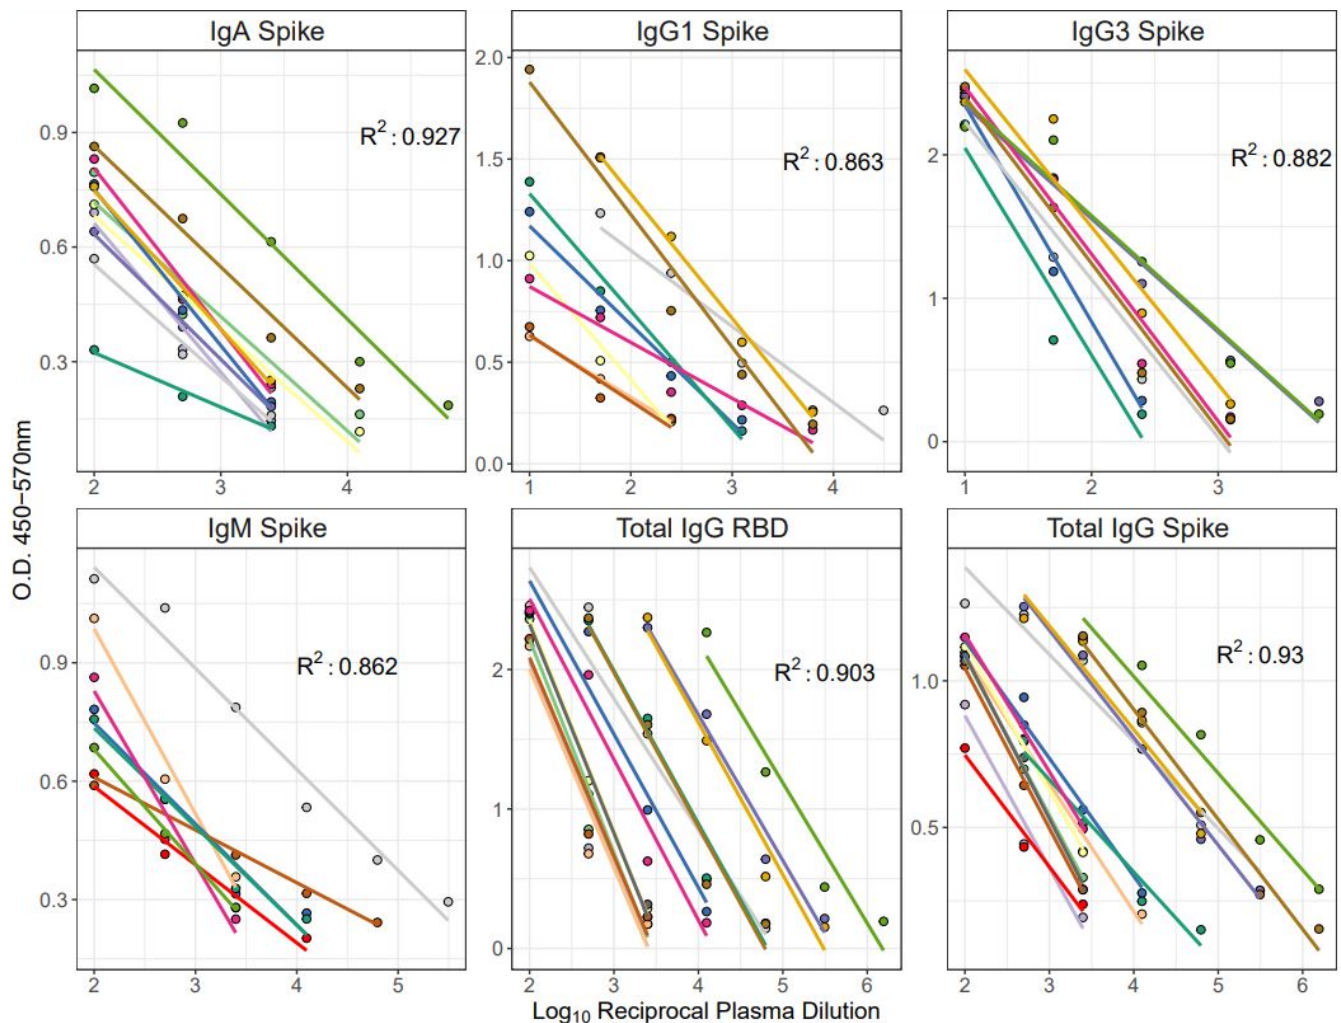 IgA Spike
IgG1 Spike
IgG3 Spike
R²: 0.927
R²: 0.863
R²: 0.882
0.9
0.6
0.3
2.0
1.5
1.0
0.5
0.0
2
1
0
2 3 4
1 2 3 4
1 2 3
O.D. 450−570nm
IgM Spike
Total IgG RBD
Total IgG Spike
R²: 0.862
R²: 0.903
R²: 0.93
0.9
0.6
0.3
2
1
0
1.0
0.5
2 3 4 5
2 3 4 5 6
2 3 4 5 6
Log₁₀ Reciprocal Plasma Dilution